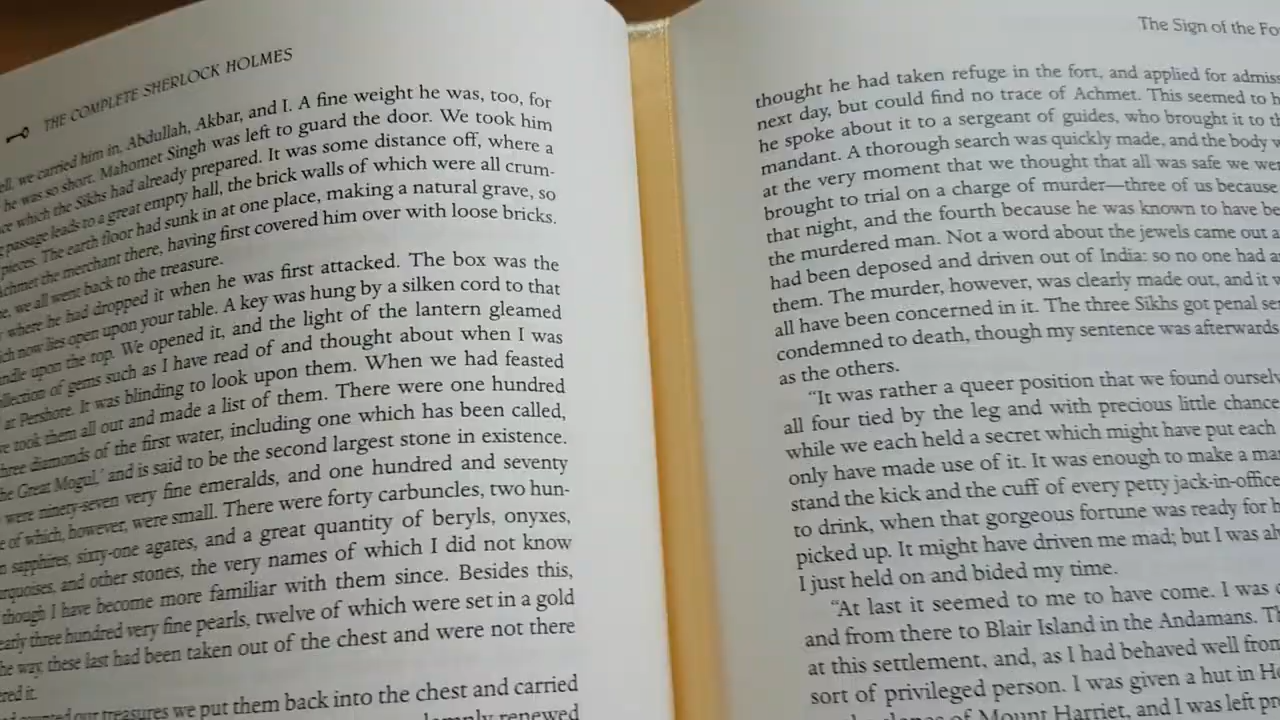 THE COMPLETE SHERLOCK HOLMES
we carried him in, Abdullah, Akbar, and I. A fine weight he was, too, for
he was so short. Mahomet Singh was left to guard the door. We took him
which the Sikhs had already prepared. It was some distance off, where a
passage leads to a great empty hall, the brick walls of which were all crum-
pieces. The earth floor had sunk in at one place, making a natural grave, so
Achmet the merchant there, having first covered him over with loose bricks.
we all went back to the treasure.
where he had dropped it when he was first attacked. The box was the
now lies open upon your table. A key was hung by a silken cord to that
upon the top. We opened it, and the light of the lantern gleamed
of gems such as I have read of and thought about when I was
at Pershore. It was blinding to look upon them. When we had feasted
took them all out and made a list of them. There were one hundred
diamonds of the first water, including one which has been called,
Great Mogul,' and is said to be the second largest stone in existence.
were ninety-seven very fine emeralds, and one hundred and seventy
of which, however, were small. There were forty carbuncles, two hun-
sapphires, sixty-one agates, and a great quantity of beryls, onyxes,
and other stones, the very names of which I did not know
though I have become more familiar with them since. Besides this,
three hundred very fine pearls, twelve of which were set in a gold
way, these last had been taken out of the chest and were not there
it.
our treasures we put them back into the chest and carried
renewed
The Sign of the Fo
thought he had taken refuge in the fort, and applied for admiss
next day, but could find no trace of Achmet. This seemed to h
he spoke about it to a sergeant of guides, who brought it to th
mandant. A thorough search was quickly made, and the body w
at the very moment that we thought that all was safe we wer
brought to trial on a charge of murder—three of us because
that night, and the fourth because he was known to have be
the murdered man. Not a word about the jewels came out a
had been deposed and driven out of India: so no one had a
them. The murder, however, was clearly made out, and it w
all have been concerned in it. The three Sikhs got penal se
condemned to death, though my sentence was afterwards
as the others.
"It was rather a queer position that we found ourselv
all four tied by the leg and with precious little chance
while we each held a secret which might have put each
only have made use of it. It was enough to make a ma
stand the kick and the cuff of every petty jack-in-office
to drink, when that gorgeous fortune was ready for h
picked up. It might have driven me mad; but I was al
I just held on and bided my time.
"At last it seemed to me to have come. I was
and from there to Blair Island in the Andamans. T
at this settlement, and, as I had behaved well from
sort of privileged person. I was given a hut in H
of Mount Harriet, and I was left pr